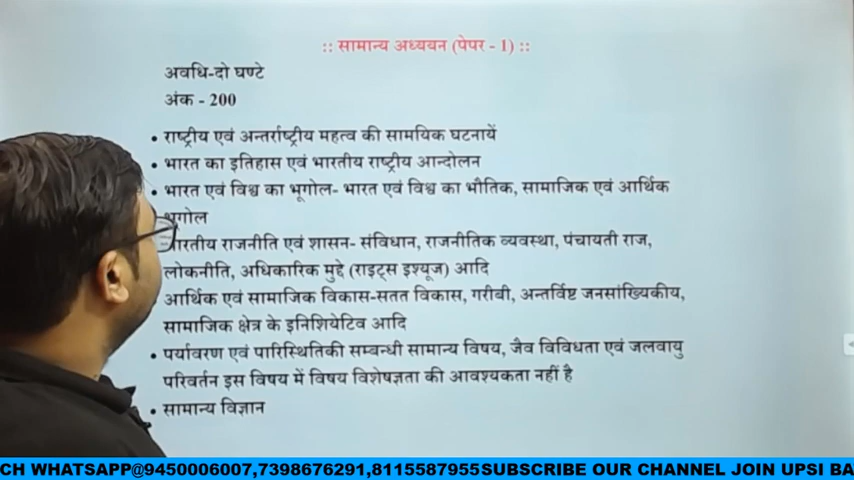 :: सामान्य अध्ययन (पेपर - 1) ::
अवधि-दो घण्टे
अंक - 200
• राष्ट्रीय एवं अन्तर्राष्ट्रीय महत्व की सामयिक घटनायें
• भारत का इतिहास एवं भारतीय राष्ट्रीय आन्दोलन
• भारत एवं विश्व का भूगोल- भारत एवं विश्व का भौतिक, सामाजिक एवं आर्थिक
भूगोल
भारतीय राजनीति एवं शासन- संविधान, राजनीतिक व्यवस्था, पंचायती राज,
लोकनीति, अधिकारिक मुद्दे (राइट्स इश्यूज) आदि
आर्थिक एवं सामाजिक विकास-सतत विकास, गरीबी, अन्तर्विष्ट जनसांख्यिकीय,
सामाजिक क्षेत्र के इनिशियेटिव आदि
• पर्यावरण एवं पारिस्थितिकी सम्बन्धी सामान्य विषय, जैव विविधता एवं जलवायु
परिवर्तन इस विषय में विषय विशेषज्ञता की आवश्यकता नहीं है
• सामान्य विज्ञान
CH WHATSAPP@9450006007,7398676291,8115587955SUBSCRIBE OUR CHANNEL JOIN UPSI BA